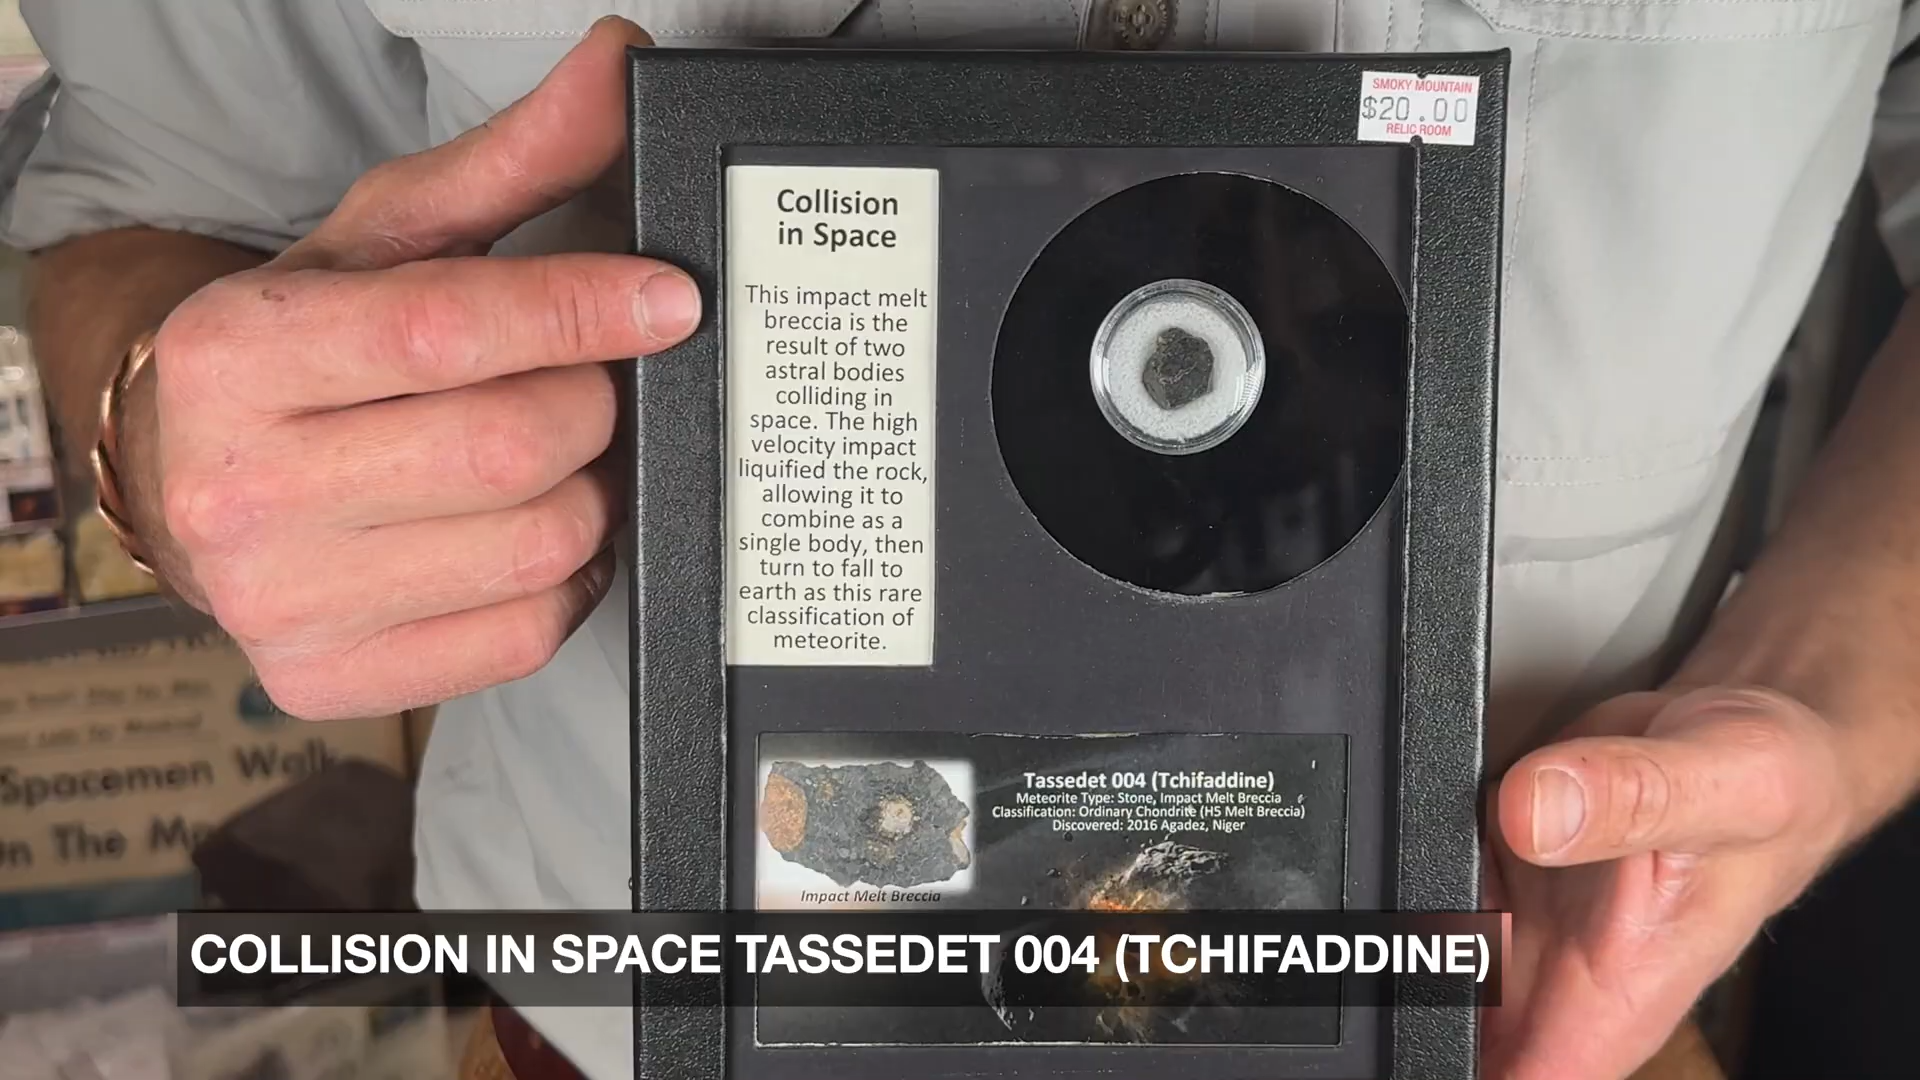 SMOKY MOUNTAIN
$20.00
RELIC ROOM
Collision
in Space
This impact melt
breccia is the
result of two
astral bodies
colliding in
space. The high
velocity impact
liquified the rock,
allowing it to
combine as a
single body, then
turn to fall to
earth as this rare
classification of
meteorite.
Tassedet 004 (Tchifaddine)
Meteorite Type: Stone, Impact Melt Breccia
Classification: Ordinary Chondrite (H5 Melt Breccia)
Discovered: 2016 Agadez, Niger
Impact Melt Breccia
Spacemen Walk
On The
COLLISION IN SPACE TASSEDET 004 (TCHIFADDINE)